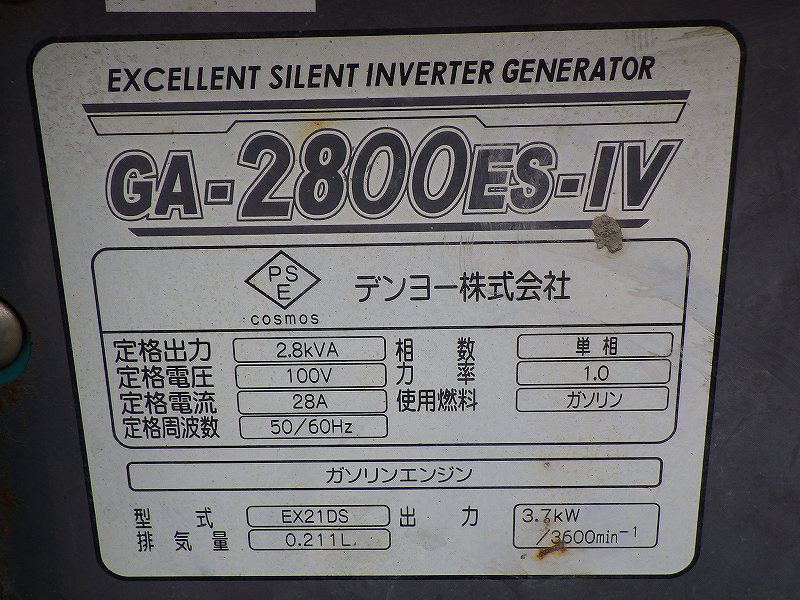 EXCELLENT SILENT INVERTER GENERATOR
GA-2800ES-IV
PS
E
cosmos
デンヨー株式会社
定格出力 2.8kVA 相数 単相
定格電圧 100V 力率 1.0
定格電流 28A 使用燃料 ガソリン
定格周波数 50/60Hz
ガソリンエンジン
型式 EX21DS 出力 3.7kW
/3600min⁻¹
排気量 0.211L